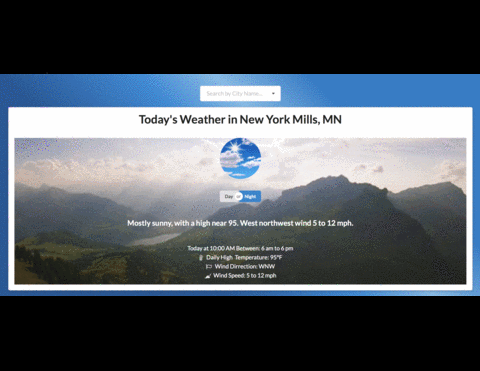 Search by City Name...
Today's Weather in New York Mills, MN
Day or Night
Mostly sunny, with a high near 95. West northwest wind 5 to 12 mph.
Today at 10:00 AM Between: 6 am to 6 pm
Daily High Temperature: 95°F
Wind Dirrection: WNW
Wind Speed: 5 to 12 mph